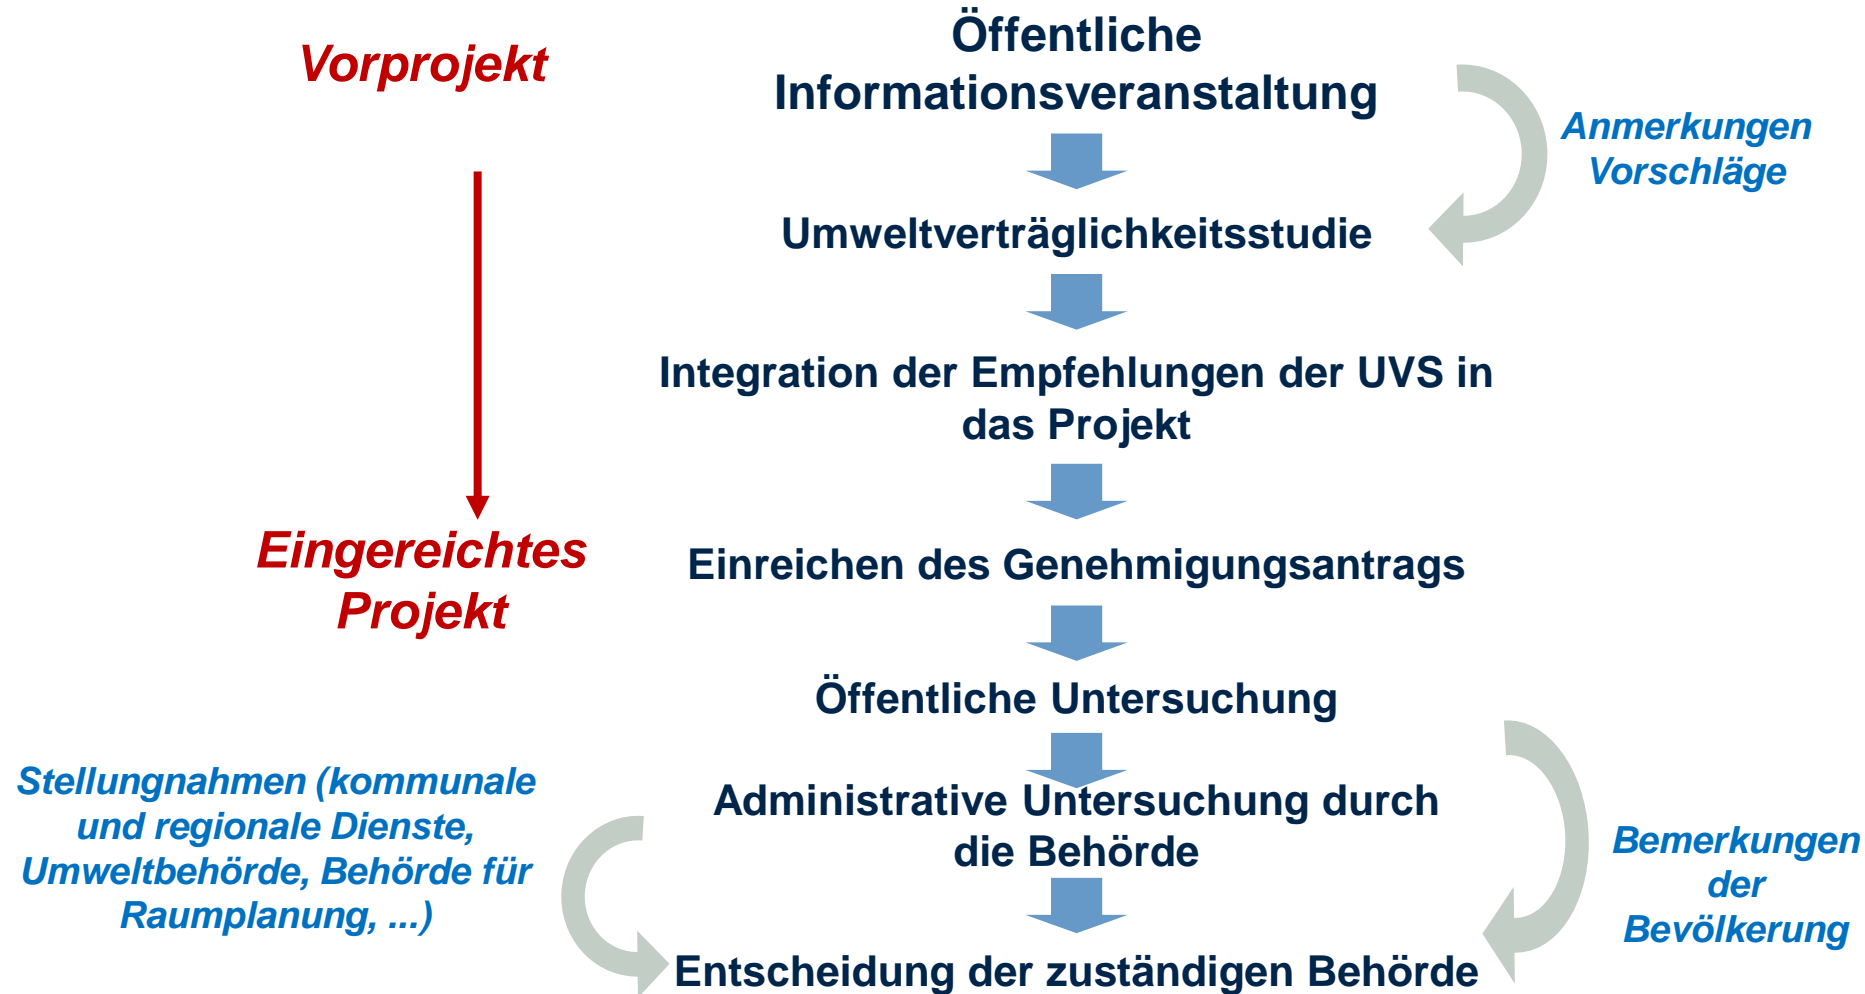 Vorprojekt
Öffentliche
Informationsveranstaltung
Anmerkungen
Vorschläge
Umweltverträglichkeitsstudie
Integration der Empfehlungen der UVS in
das Projekt
Eingereichtes
Projekt
Einreichen des Genehmigungsantrags
Öffentliche Untersuchung
Stellungnahmen (kommunale
und regionale Dienste,
Umweltbehörde, Behörde für
Raumplanung, ...)
Administrative Untersuchung durch
die Behörde
Bemerkungen
der
Bevölkerung
Entscheidung der zuständigen Behörde